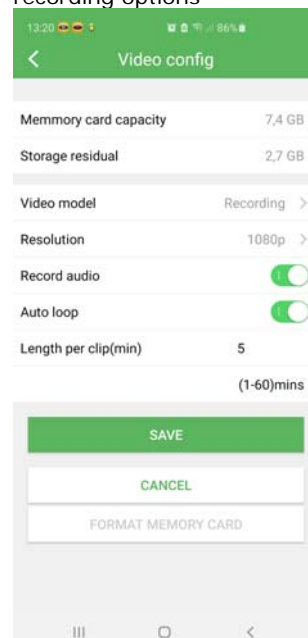 recording options
13:20 86%
Video config
Memmory card capacity 7,4 GB
Storage residual 2,7 GB
Video model Recording >
Resolution 1080p >
Record audio
Auto loop
Length per clip(min) 5
(1-60)mins
SAVE
CANCEL
FORMAT MEMORY CARD